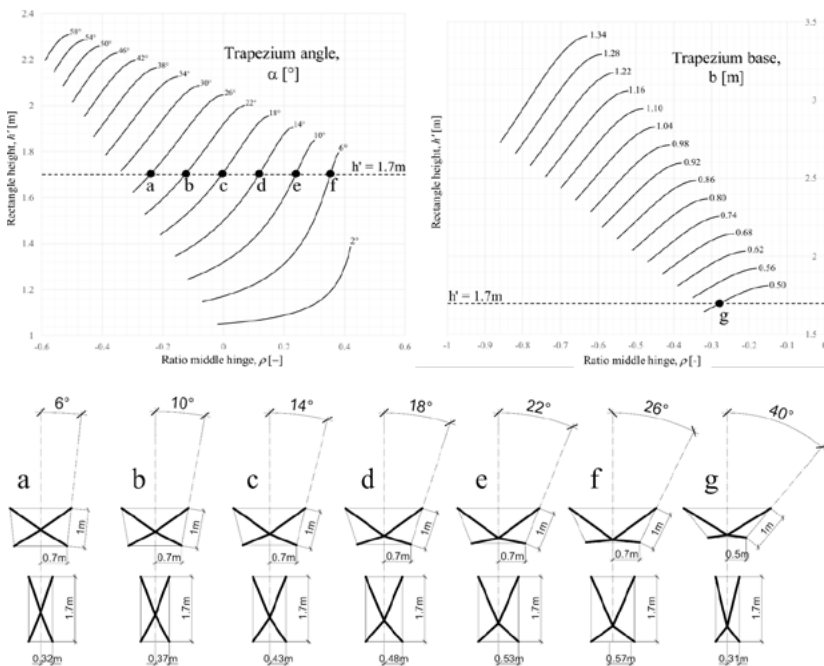 2.4
2.2
2
1.8
1.6
1.4
1.2
1
-0.6
-0.4
-0.2
0
0.2
0.4
0.6
Rectangle height, h' [m]
Ratio middle hinge, ρ [–]
Trapezium angle,
α [°]
58°
54°
50°
46°
42°
38°
34°
30°
26°
22°
18°
14°
10°
6°
2°
h' = 1.7m
a
b
c
d
e
f
3.5
3
2.5
2
1.5
-1
-0.9
-0.8
-0.7
-0.6
-0.5
-0.4
-0.3
-0.2
-0.1
0
Rectangle height, h' [m]
Ratio middle hinge, ρ [-]
Trapezium base,
b [m]
1.34
1.28
1.22
1.16
1.10
1.04
0.98
0.92
0.86
0.80
0.74
0.68
0.62
0.56
0.50
h' = 1.7m
g
6° 10° 14° 18° 22° 26° 40°
a b c d e f g
1m 1m 1m 1m 1m 1m 1m
0.7m 0.7m 0.7m 0.7m 0.7m 0.7m 0.5m
1.7m 1.7m 1.7m 1.7m 1.7m 1.7m 1.7m
0.32m 0.37m 0.43m 0.48m 0.53m 0.57m 0.31m